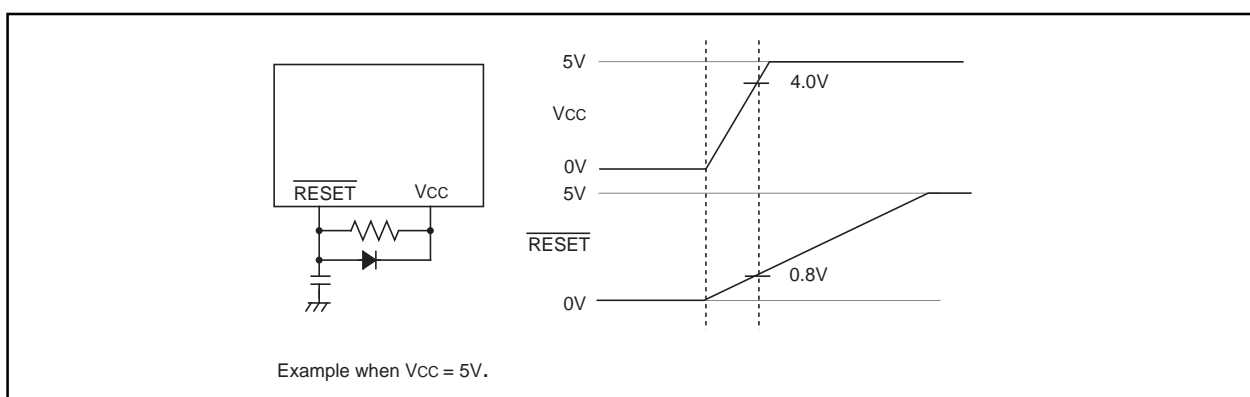 RESET VCC
5V
VCC
4.0V
0V
5V
RESET
0.8V
0V
Example when VCC = 5V.